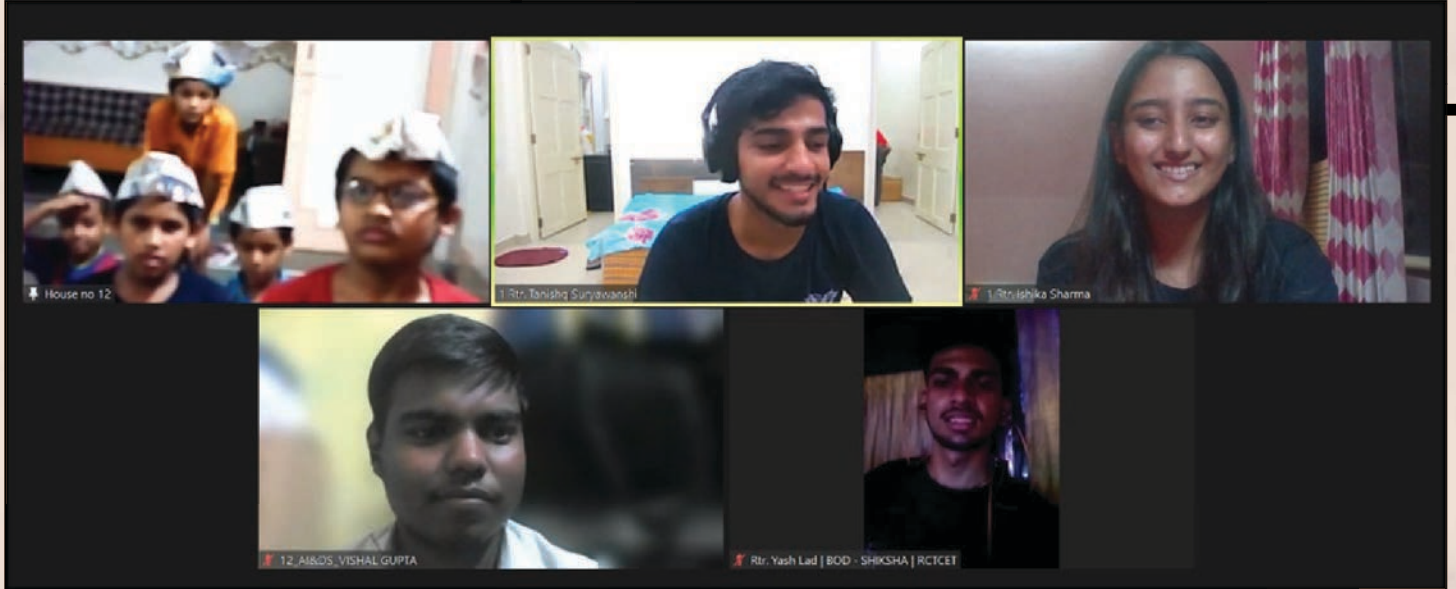 House no 12
1 Rtr. Tanishq Suryawanshi
1/Rtr.Ishika Sharma
12_AI&DS_VISHAL GUPTA
Rtr. Yash Lad | BOD - SHIKSHA | RCTCET